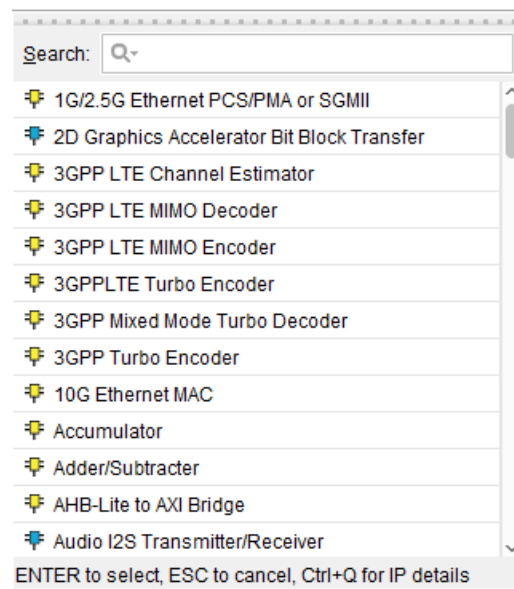 Search:
1G/2.5G Ethernet PCS/PMA or SGMII
2D Graphics Accelerator Bit Block Transfer
3GPP LTE Channel Estimator
3GPP LTE MIMO Decoder
3GPP LTE MIMO Encoder
3GPPLTE Turbo Encoder
3GPP Mixed Mode Turbo Decoder
3GPP Turbo Encoder
10G Ethernet MAC
Accumulator
Adder/Subtracter
AHB-Lite to AXI Bridge
Audio I2S Transmitter/Receiver
ENTER to select, ESC to cancel, Ctrl+Q for IP details